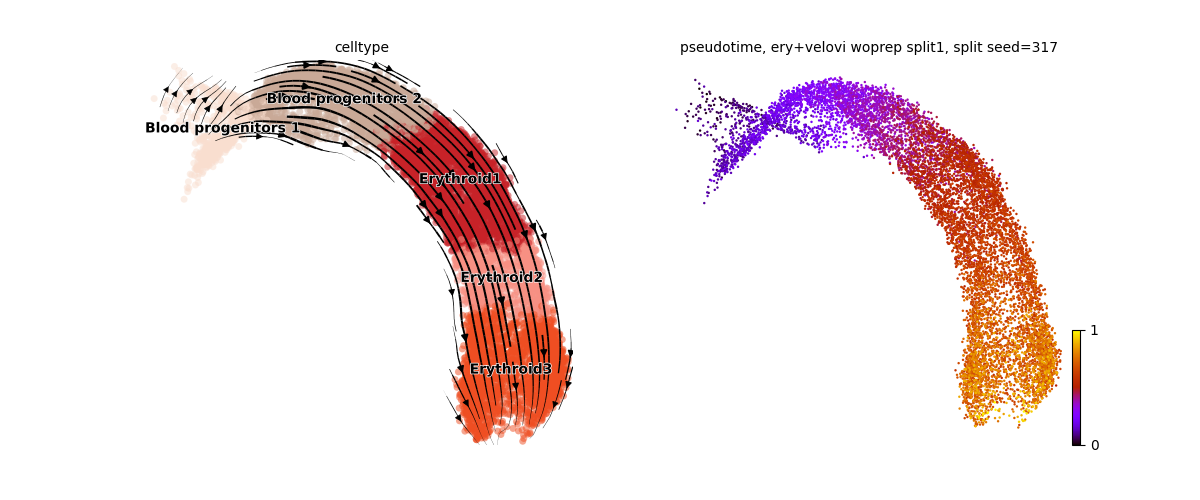 celltype
pseudotime, ery+velovi woprep split1, split seed=317
Blood progenitors 2
Blood progenitors 1
Erythroid1
Erythroid2
Erythroid3
1
0